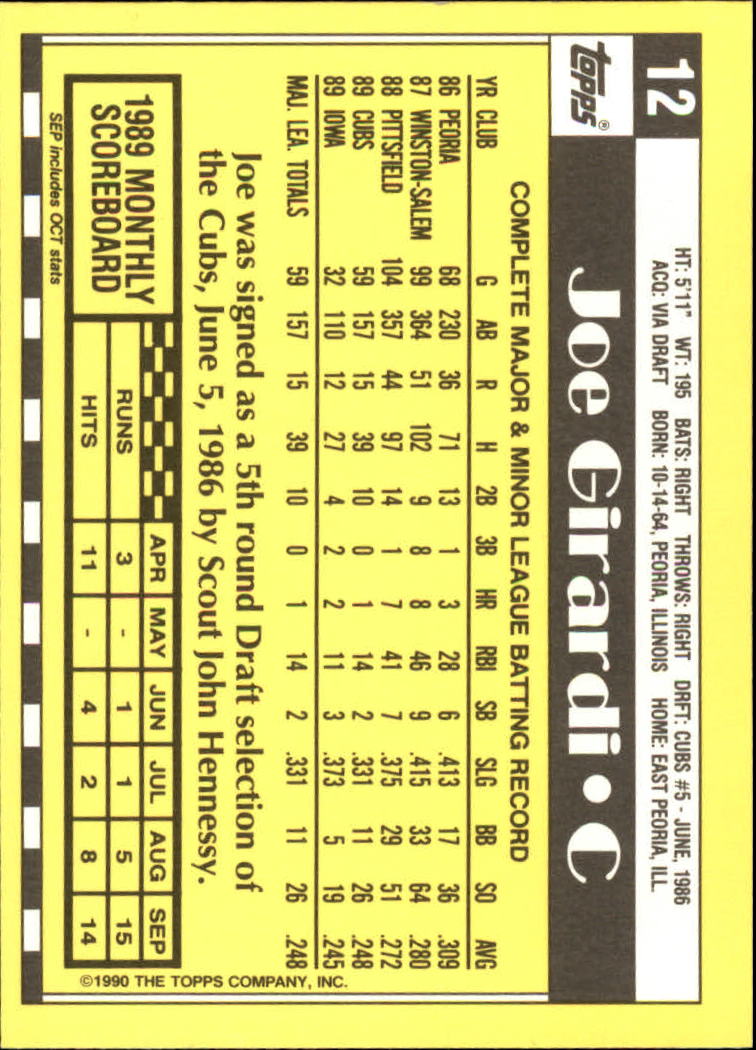 12
HT: 5'11" WT: 195 BATS: RIGHT THROWS: RIGHT DRFT: CUBS #5 - JUNE, 1986
ACQ: VIA DRAFT BORN: 10-14-64, PEORIA, ILLINOIS HOME: EAST PEORIA, ILL.
topps®
Joe Girardi • C
COMPLETE MAJOR & MINOR LEAGUE BATTING RECORD
YR CLUB G AB R H 2B 3B HR RBI SB SLG BB SO AVG
86 PEORIA 68 230 36 71 13 1 3 28 6 .413 17 36 .309
87 WINSTON-SALEM 99 364 51 102 9 8 8 46 9 .415 33 64 .280
88 PITTSFIELD 104 357 44 97 14 1 7 41 7 .375 29 51 .272
89 CUBS 59 157 15 39 10 0 1 14 2 .331 11 26 .248
89 IOWA 32 110 12 27 4 2 2 11 3 .373 5 19 .245
MAJ. LEA. TOTALS 59 157 15 39 10 0 1 14 2 .331 11 26 .248
Joe was signed as a 5th round Draft selection of
the Cubs, June 5, 1986 by Scout John Hennessy.
1989 MONTHLY
SCOREBOARD
APR MAY JUN JUL AUG SEP
RUNS 3 - 1 1 5 15
HITS 11 - 4 2 8 14
SEP includes OCT stats
©1990 THE TOPPS COMPANY, INC.